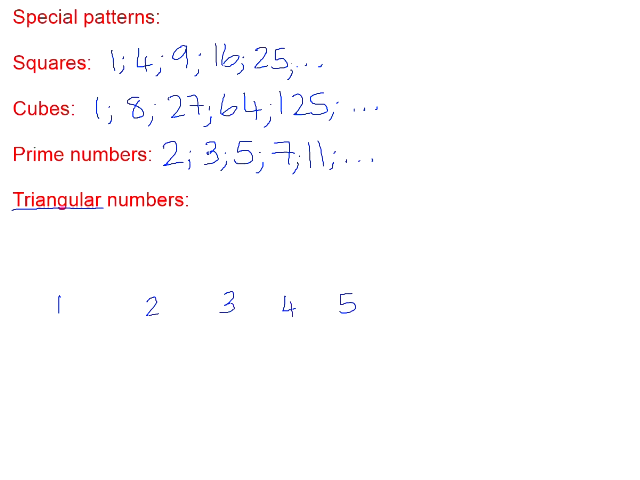 Special patterns:
Squares: 1; 4; 9; 16; 25; ...
Cubes: 1; 8; 27; 64; 125; ...
Prime numbers: 2; 3; 5; 7; 11; ...
Triangular numbers:
1 2 3 4 5